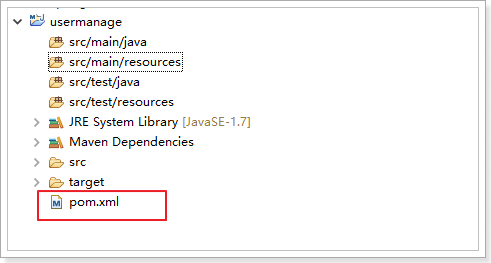 usermanage
src/main/java
src/main/resources
src/test/java
src/test/resources
JRE System Library [JavaSE-1.7]
Maven Dependencies
src
target
pom.xml